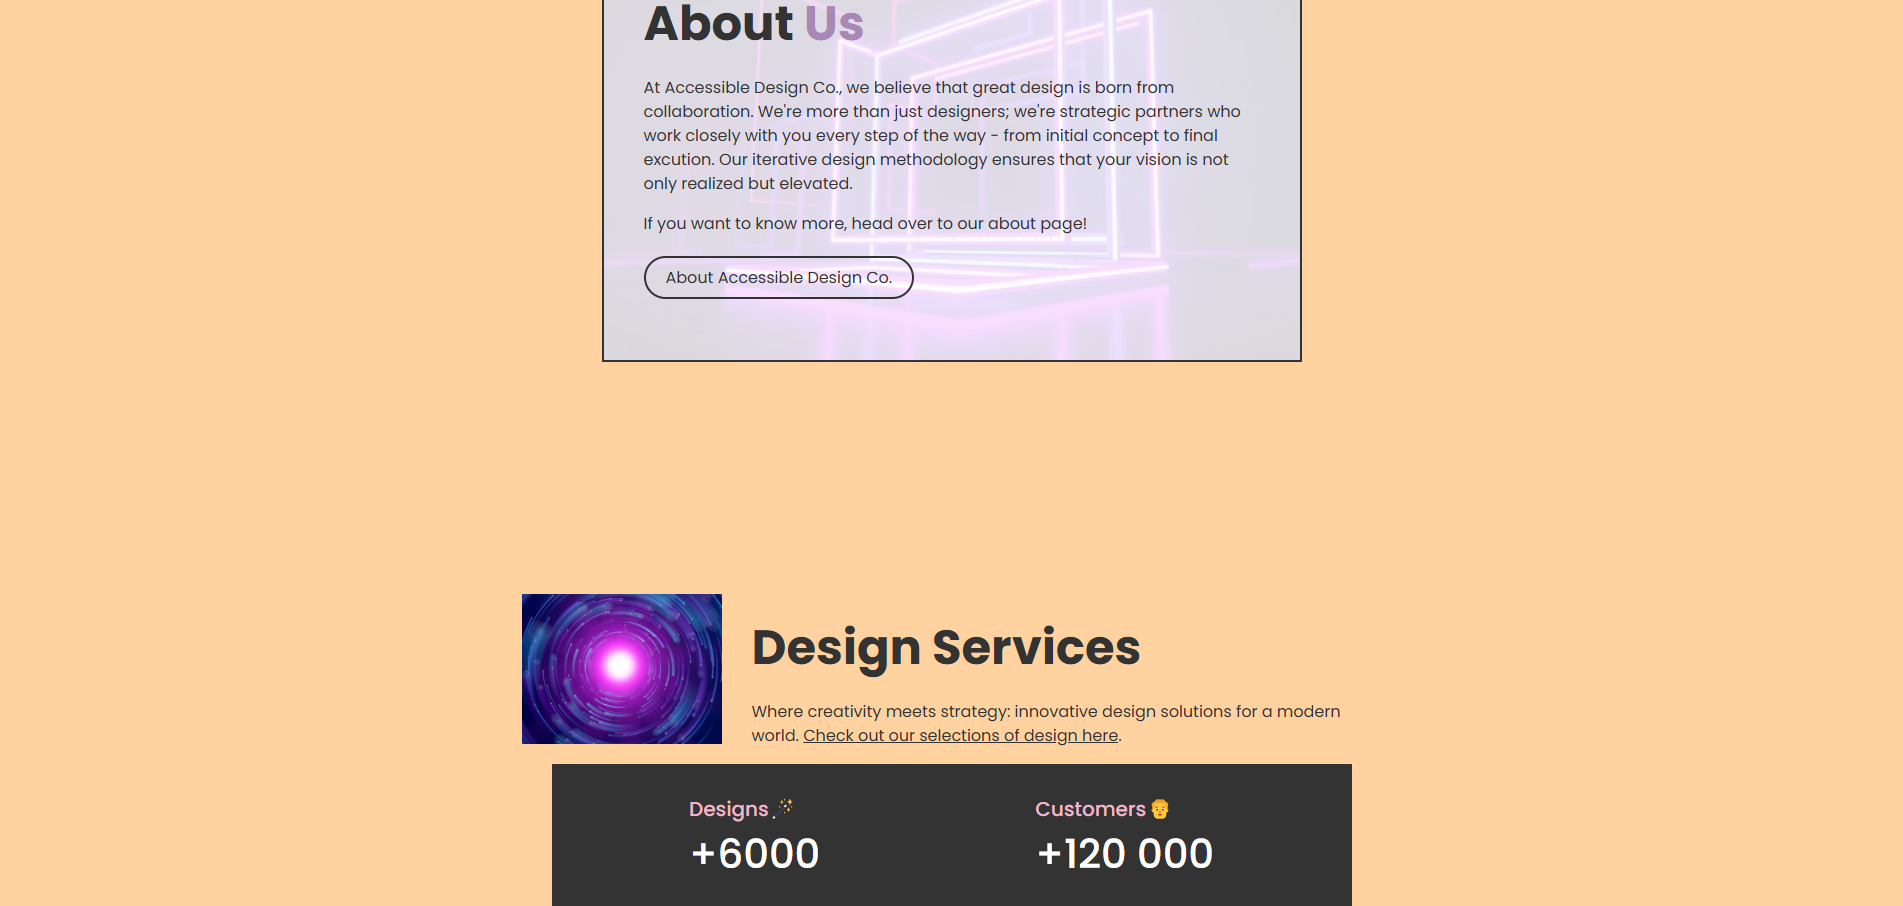 About Us
At Accessible Design Co., we believe that great design is born from
collaboration. We're more than just designers; we're strategic partners who
work closely with you every step of the way - from initial concept to final
excution. Our iterative design methodology ensures that your vision is not
only realized but elevated.
If you want to know more, head over to our about page!
About Accessible Design Co.
Design Services
Where creativity meets strategy: innovative design solutions for a modern
world. Check out our selections of design here.
Designs 🪄
+6000
Customers 🧑
+120 000